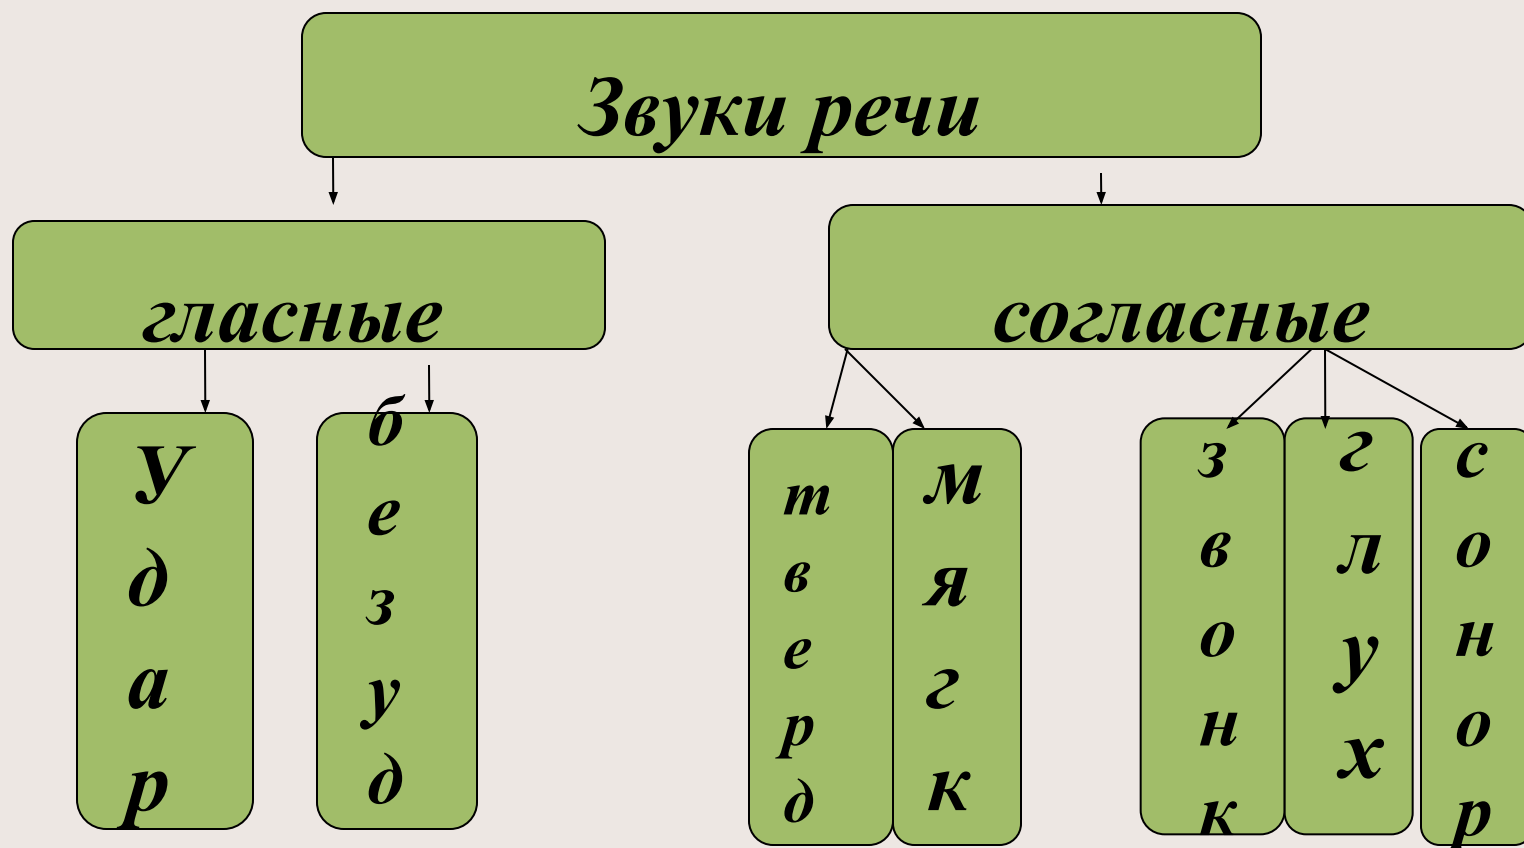 Звуки речи
гласные
согласные
Удар
безуд
тверд
мягк
звонк
глух
сонор